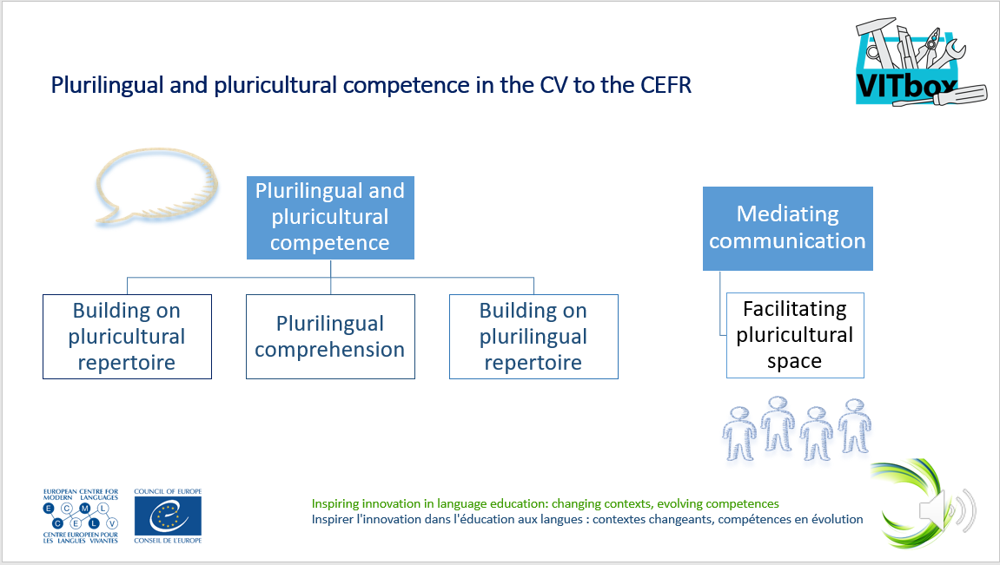 Plurilingual and pluricultural competence in the CV to the CEFR
VITbox
Plurilingual and
pluricultural
competence
Building on
pluricultural
repertoire
Plurilingual
comprehension
Building on
plurilingual
repertoire
Mediating
communication
Facilitating
pluricultural
space
EUROPEAN CENTRE FOR
MODERN LANGUAGES
E C M L
C E L V
CENTRE EUROPEEN POUR
LES LANGUES VIVANTES
COUNCIL OF EUROPE
CONSEIL DE L'EUROPE
Inspiring innovation in language education: changing contexts, evolving competences
Inspirer l'innovation dans l'éducation aux langues : contextes changeants, compétences en évolution